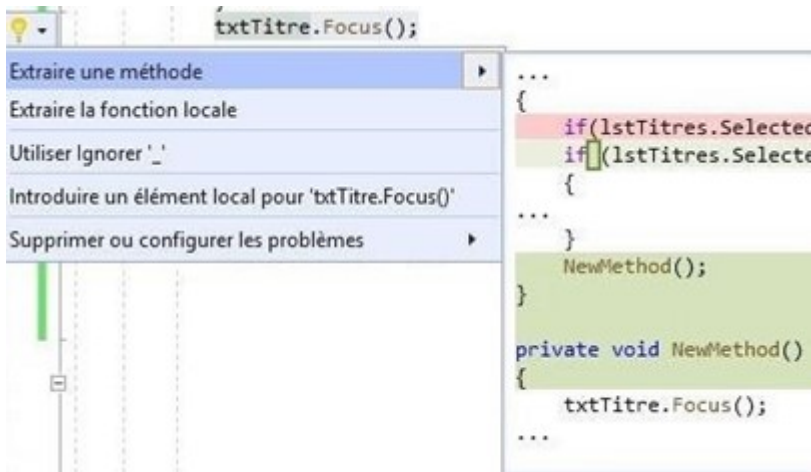 txtTitre.Focus();
Extraire une méthode
Extraire la fonction locale
Utiliser Ignorer '_'
Introduire un élément local pour 'txtTitre.Focus()'
Supprimer ou configurer les problèmes
...
{
if(lstTitres.Selected
if (lstTitres.Selecte
{
...
}
NewMethod();
}
private void NewMethod()
{
txtTitre.Focus();
...